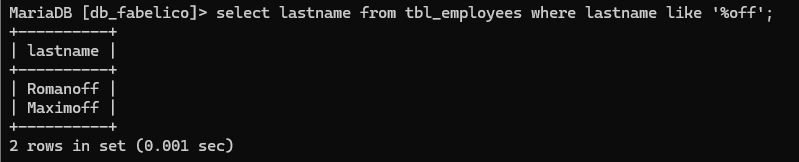 MariaDB [db_fabelico]> select lastname from tbl_employees where lastname like '%off';
+----------+
| lastname |
+----------+
| Romanoff |
| Maximoff |
+----------+
2 rows in set (0.001 sec)